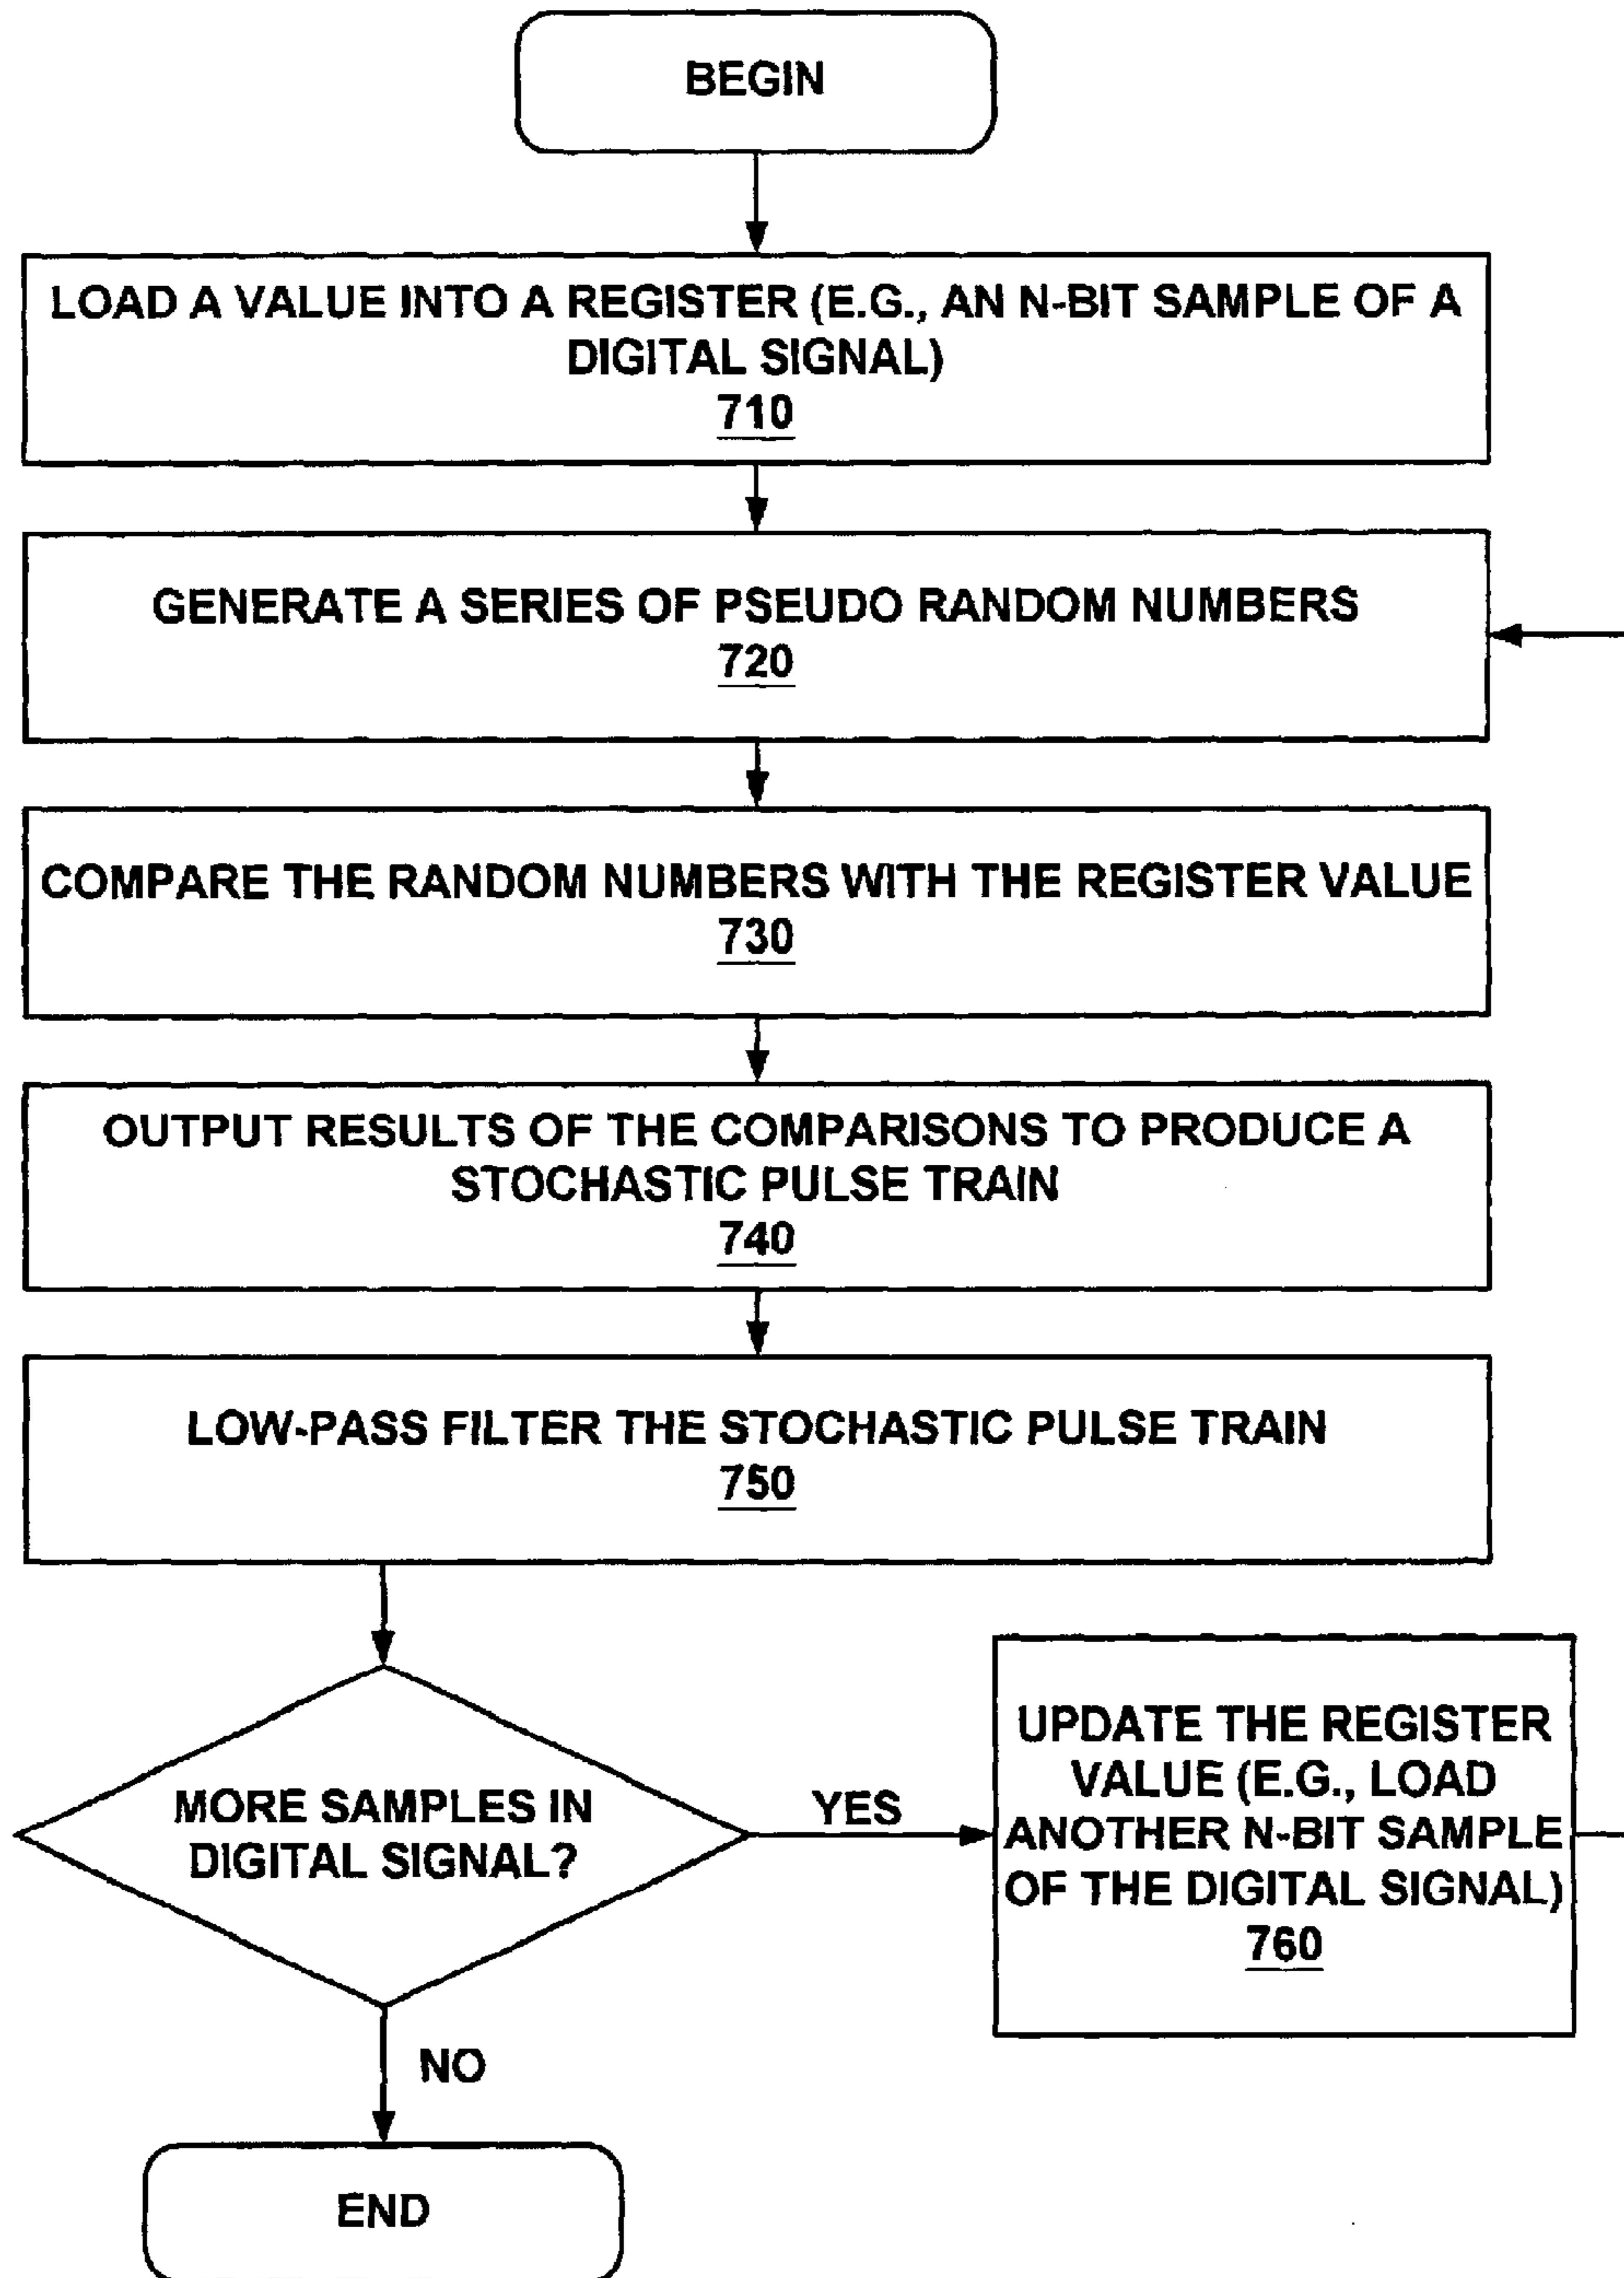 BEGIN
LOAD A VALUE INTO A REGISTER (E.G., AN N-BIT SAMPLE OF A
DIGITAL SIGNAL)
710
GENERATE A SERIES OF PSEUDO RANDOM NUMBERS
720
COMPARE THE RANDOM NUMBERS WITH THE REGISTER VALUE
730
OUTPUT RESULTS OF THE COMPARISONS TO PRODUCE A
STOCHASTIC PULSE TRAIN
740
LOW-PASS FILTER THE STOCHASTIC PULSE TRAIN
750
MORE SAMPLES IN
DIGITAL SIGNAL?
YES
UPDATE THE REGISTER
VALUE (E.G., LOAD
ANOTHER N-BIT SAMPLE
OF THE DIGITAL SIGNAL)
760
NO
END